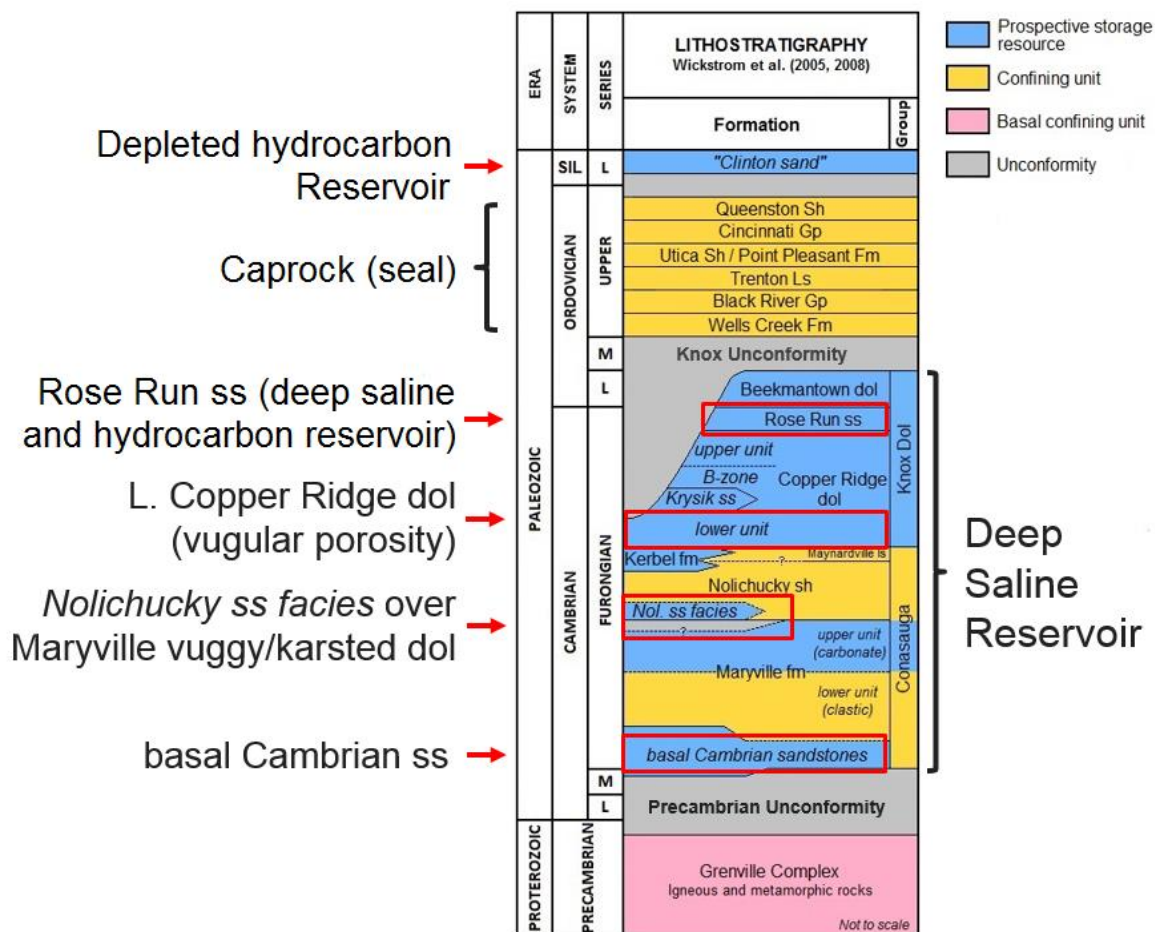 LITHOSTRATIGRAPHY
Wickstrom et al. (2005, 2008)
ERA
SYSTEM
SERIES
Formation
Group
Prospective storage
resource
Confining unit
Basal confining unit
Unconformity
Depleted hydrocarbon
Reservoir
Caprock (seal)
Rose Run ss (deep saline
and hydrocarbon reservoir)
L. Copper Ridge dol
(vugular porosity)
Nolichucky ss facies over
Maryville vuggy/karsted dol
basal Cambrian ss
PALEOZOIC
PROTEROZOIC
SIL
ORDOVICIAN
CAMBRIAN
PRECAMBRIAN
L
UPPER
M
L
FURONGIAN
M
L
"Clinton sand"
Queenston Sh
Cincinnati Gp
Utica Sh / Point Pleasant Fm
Trenton Ls
Black River Gp
Wells Creek Fm
Knox Unconformity
Beekmantown dol
Rose Run ss
upper unit
B-zone
Krysik ss
Copper Ridge
dol
lower unit
Kerbel fm
?
Maynardville ls
Nolichucky sh
Nol. ss facies
?
upper unit
(carbonate)
Maryville fm
lower unit
(clastic)
basal Cambrian sandstones
Precambrian Unconformity
Grenville Complex
Igneous and metamorphic rocks
Not to scale
Knox Dol
Conasauga
Deep
Saline
Reservoir